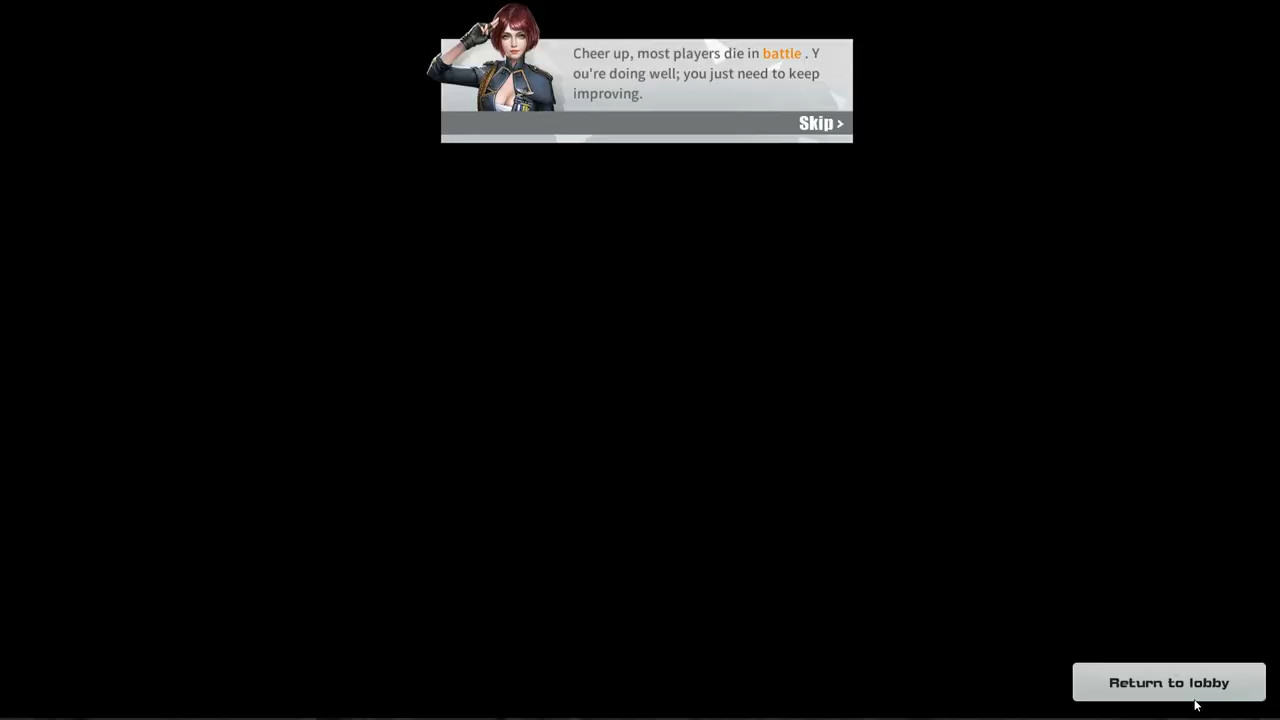 Cheer up, most players die in battle . Y
ou're doing well; you just need to keep
improving.
Skip >
Return to lobby